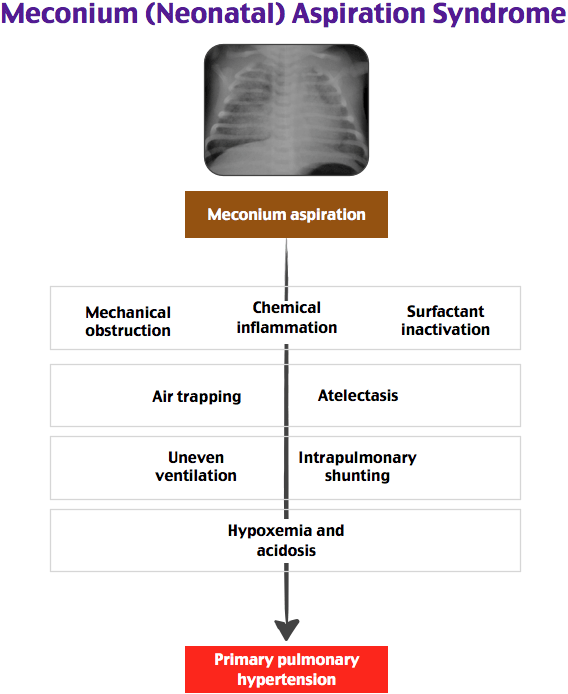 Meconium (Neonatal) Aspiration Syndrome
Meconium aspiration
Mechanical
obstruction
Chemical
inflammation
Surfactant
inactivation
Air trapping
Atelectasis
Uneven
ventilation
Intrapulmonary
shunting
Hypoxemia and
acidosis
Primary pulmonary
hypertension